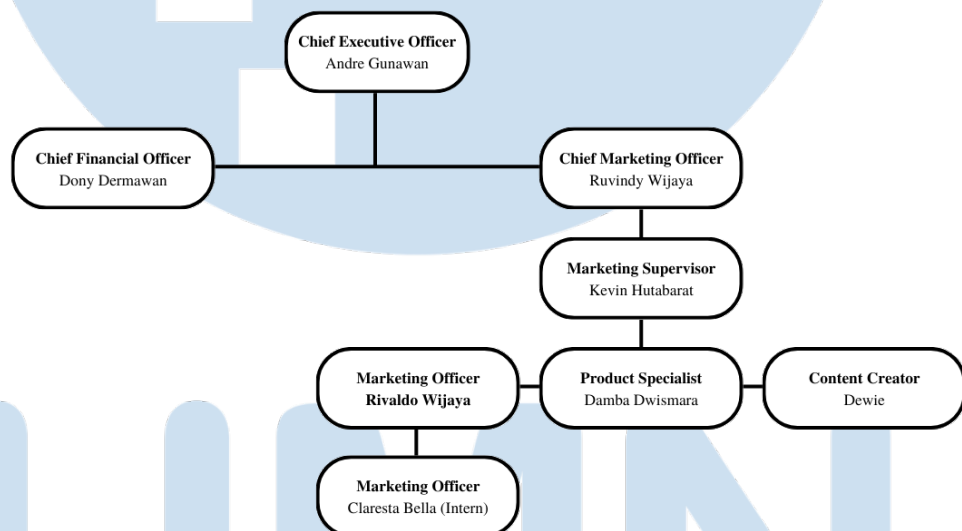 Chief Executive Officer
Andre Gunawan
Chief Financial Officer
Dony Dermawan
Chief Marketing Officer
Ruvindy Wijaya
Marketing Supervisor
Kevin Hutabarat
Marketing Officer
Rivaldo Wijaya
Product Specialist
Damba Dwismara
Content Creator
Dewie
Marketing Officer
Claresta Bella (Intern)